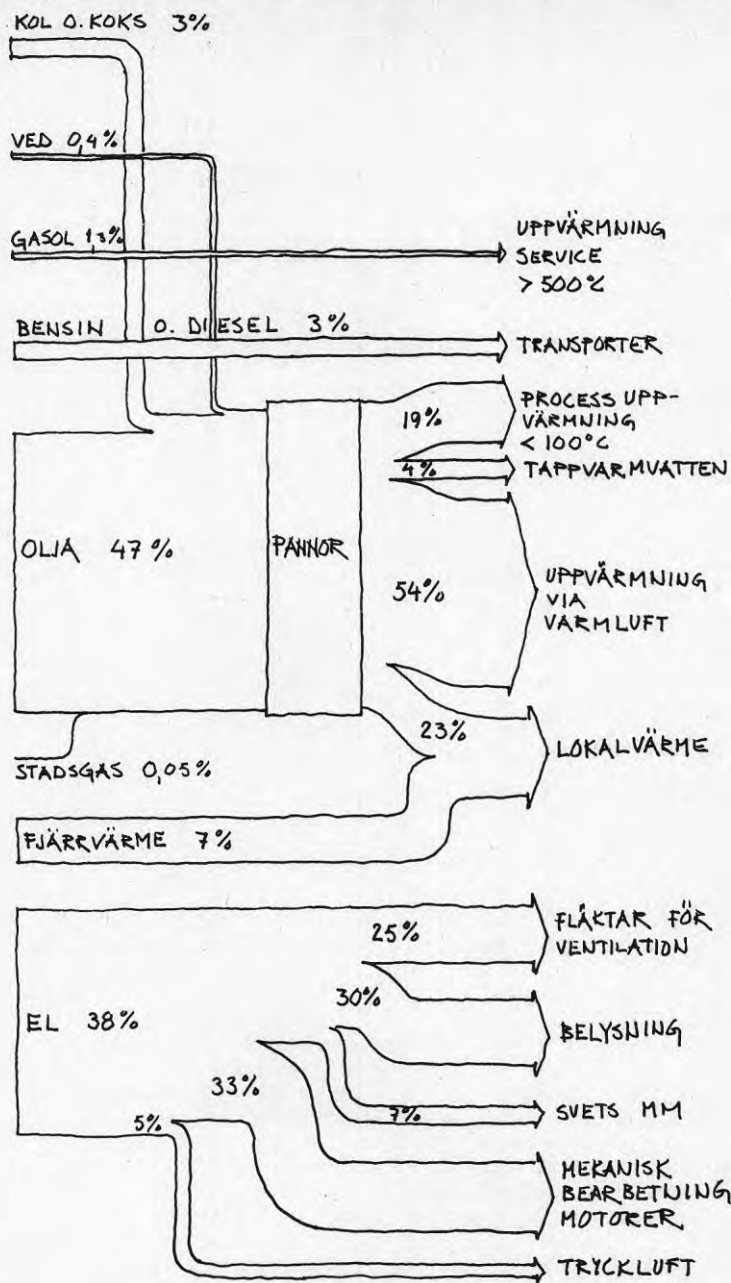 KOL O. KOKS 3%
VED 0,4%
GASOL 1,3%
UPPVÄRMNING
SERVICE
> 500°C
BENSIN O. DIESEL 3%
TRANSPORTER
19%
PROCESS UPP-
VÄRMNING
< 100°C
4%
TAPPVARMVATTEN
OLJA 47%
PANNOR
54%
UPPVÄRMNING
VIA
VARMLUFT
23%
LOKALVÄRME
STADSGAS 0,05%
FJÄRRVÄRME 7%
25%
FLÄKTAR FÖR
VENTILATION
EL 38%
30%
BELYSNING
33%
5%
7%
SVETS MM
MEKANISK
BEARBETNING
MOTORER
TRYCKLUFT